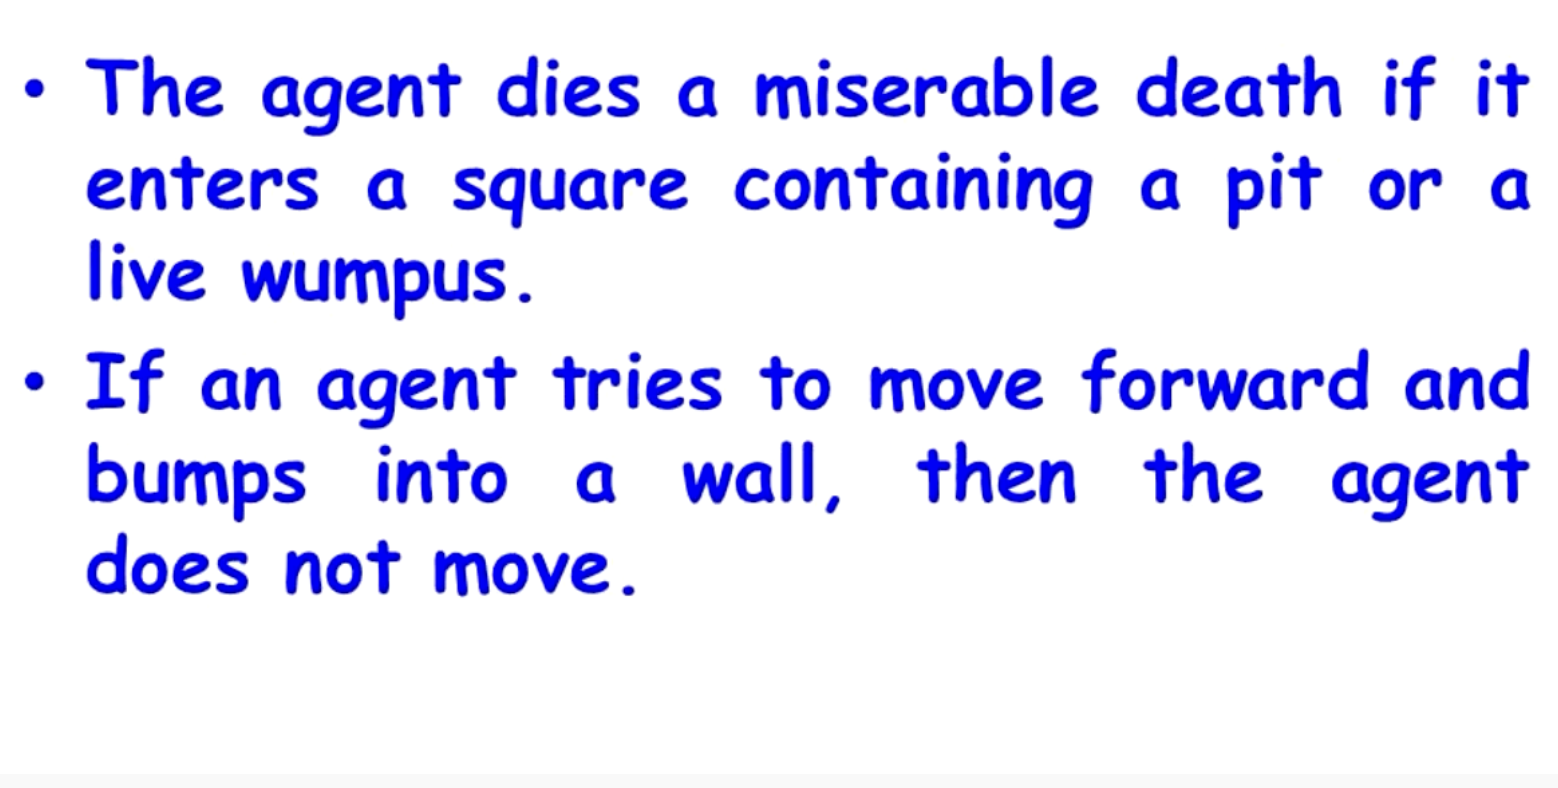 • The agent dies a miserable death if it
enters a square containing a pit or a
live wumpus.
• If an agent tries to move forward and
bumps into a wall, then the agent
does not move.